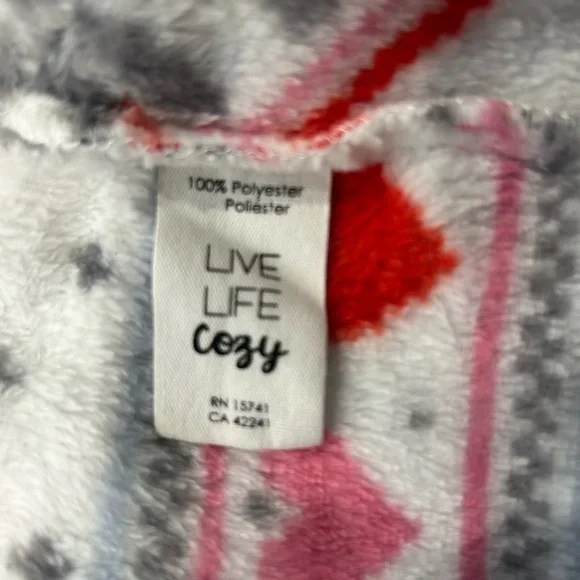 100% Polyester
Poliester
LIVE
LIFE
Cozy
RN 15741
CA 42241